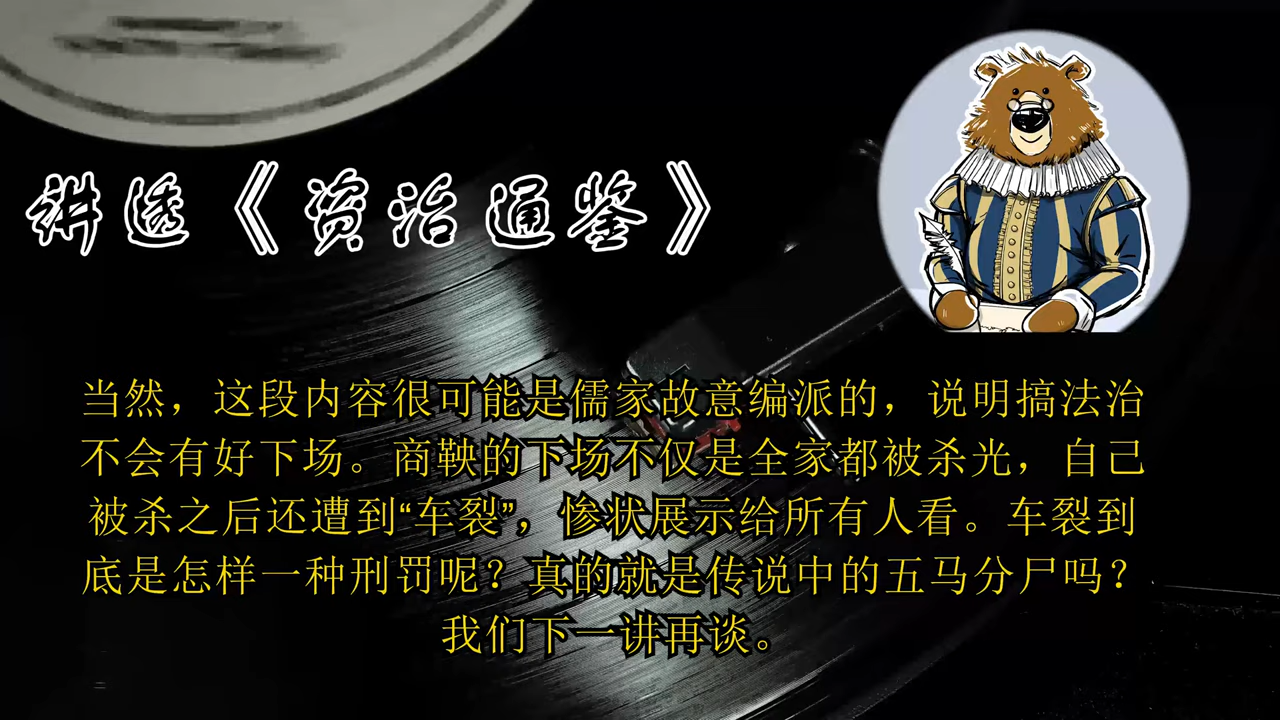 讲透《资治通鉴》
当然，这段内容很可能是儒家故意编派的，说明搞法治
不会有好下场。商鞅的下场不仅是全家都被杀光，自己
被杀之后还遭到“车裂”，惨状展示给所有人看。车裂到
底是怎样一种刑罚呢？真的就是传说中的五马分尸吗？
我们下一讲再谈。